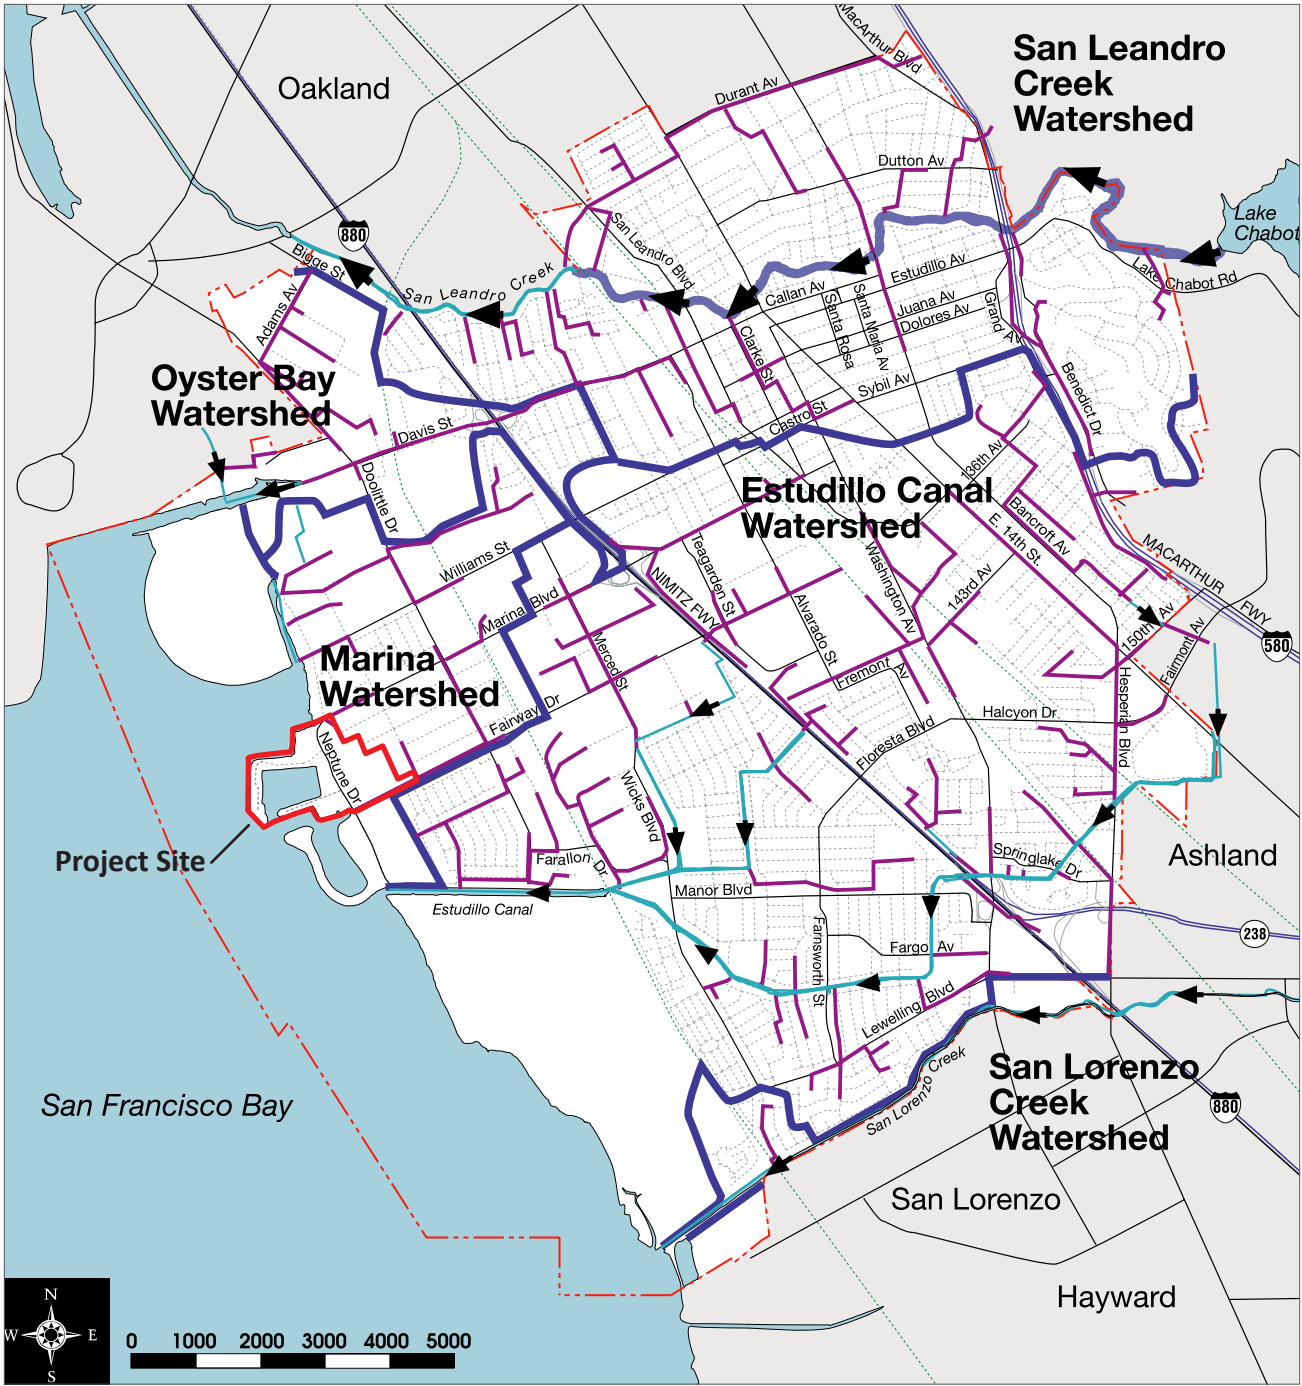 Oakland
880
San Leandro
Creek
Watershed
MacArthur Blvd
Durant Av
Dutton Av
Lake
Chabot
Lake Chabot Rd
San Leandro Blvd
Bigge St
San Leandro Creek
Adams Av
Estudillo Av
Callan Av
Juana Av
Dolores Av
Grand Av
Santa Rosa
Santa Maria Av
Clarke St
Sybil Av
Castro St
Benedict Dr
Oyster Bay
Watershed
Davis St
Doolittle Dr
136th Av
Bancroft Av
E. 14th St.
Estudillo Canal
Watershed
Williams St
Marina Blvd
Teagarden St
NIMITZ FWY
Washington Av
143rd Av
MACARTHUR FWY
150th Av
Fairmont Av
580
Alvarado St
Merced St
Marina
Watershed
Fremont Av
Hesperian Blvd
Halcyon Dr
Fairway Dr
Floresta Blvd
Neptune Dr
Wicks Blvd
Project Site
Farallon Dr
Springlake Dr
Ashland
Manor Blvd
Estudillo Canal
238
Farnsworth St
Fargo Av
Lewelling Blvd
San Lorenzo Creek
San Lorenzo
Creek
Watershed
880
San Francisco Bay
San Lorenzo
Hayward
N
W E
S
0 1000 2000 3000 4000 5000